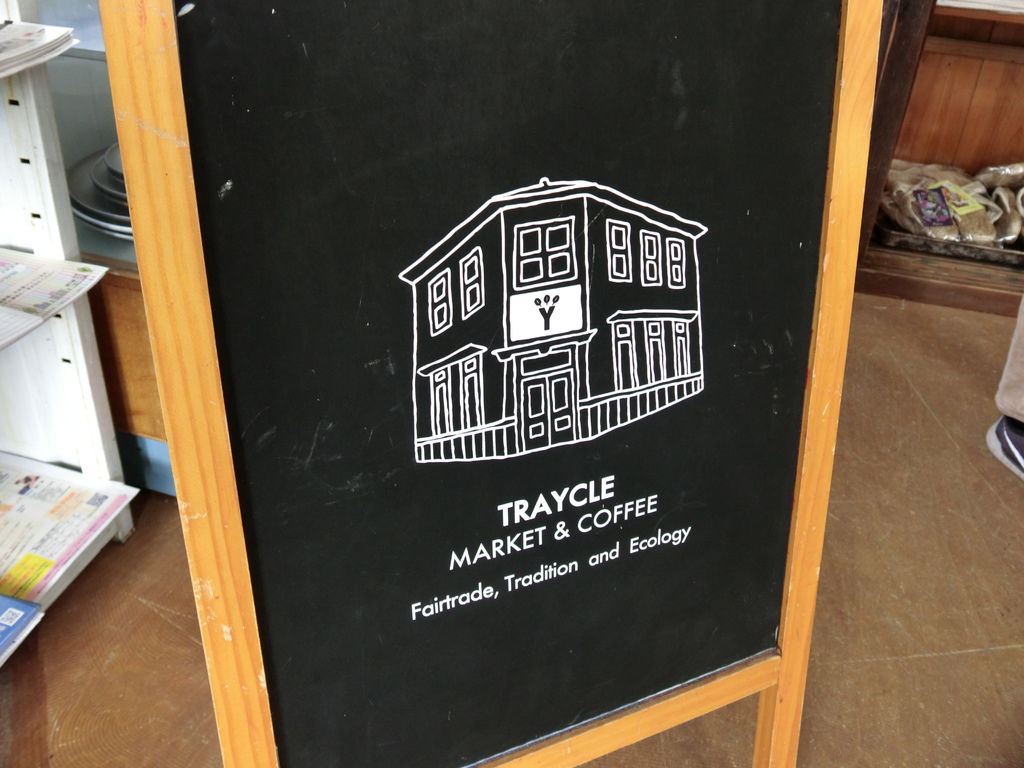 Y
TRAYCLE
MARKET & COFFEE
Fairtrade, Tradition and Ecology